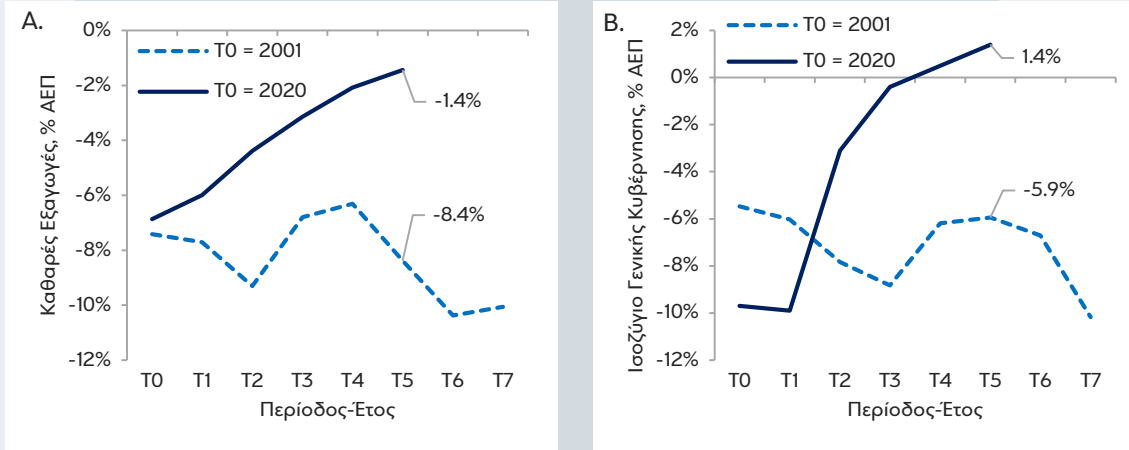 A.
Καθαρές Εξαγωγές, % ΑΕΠ
0%
-2%
-4%
-6%
-8%
-10%
-12%
T0 = 2001
T0 = 2020
-1.4%
-8.4%
T0 T1 T2 T3 T4 T5 T6 T7
Περίοδος-Έτος
B.
Ισοζύγιο Γενικής Κυβέρνησης, % ΑΕΠ
2%
0%
-2%
-4%
-6%
-8%
-10%
-12%
T0 = 2001
T0 = 2020
1.4%
-5.9%
T0 T1 T2 T3 T4 T5 T6 T7
Περίοδος-Έτος